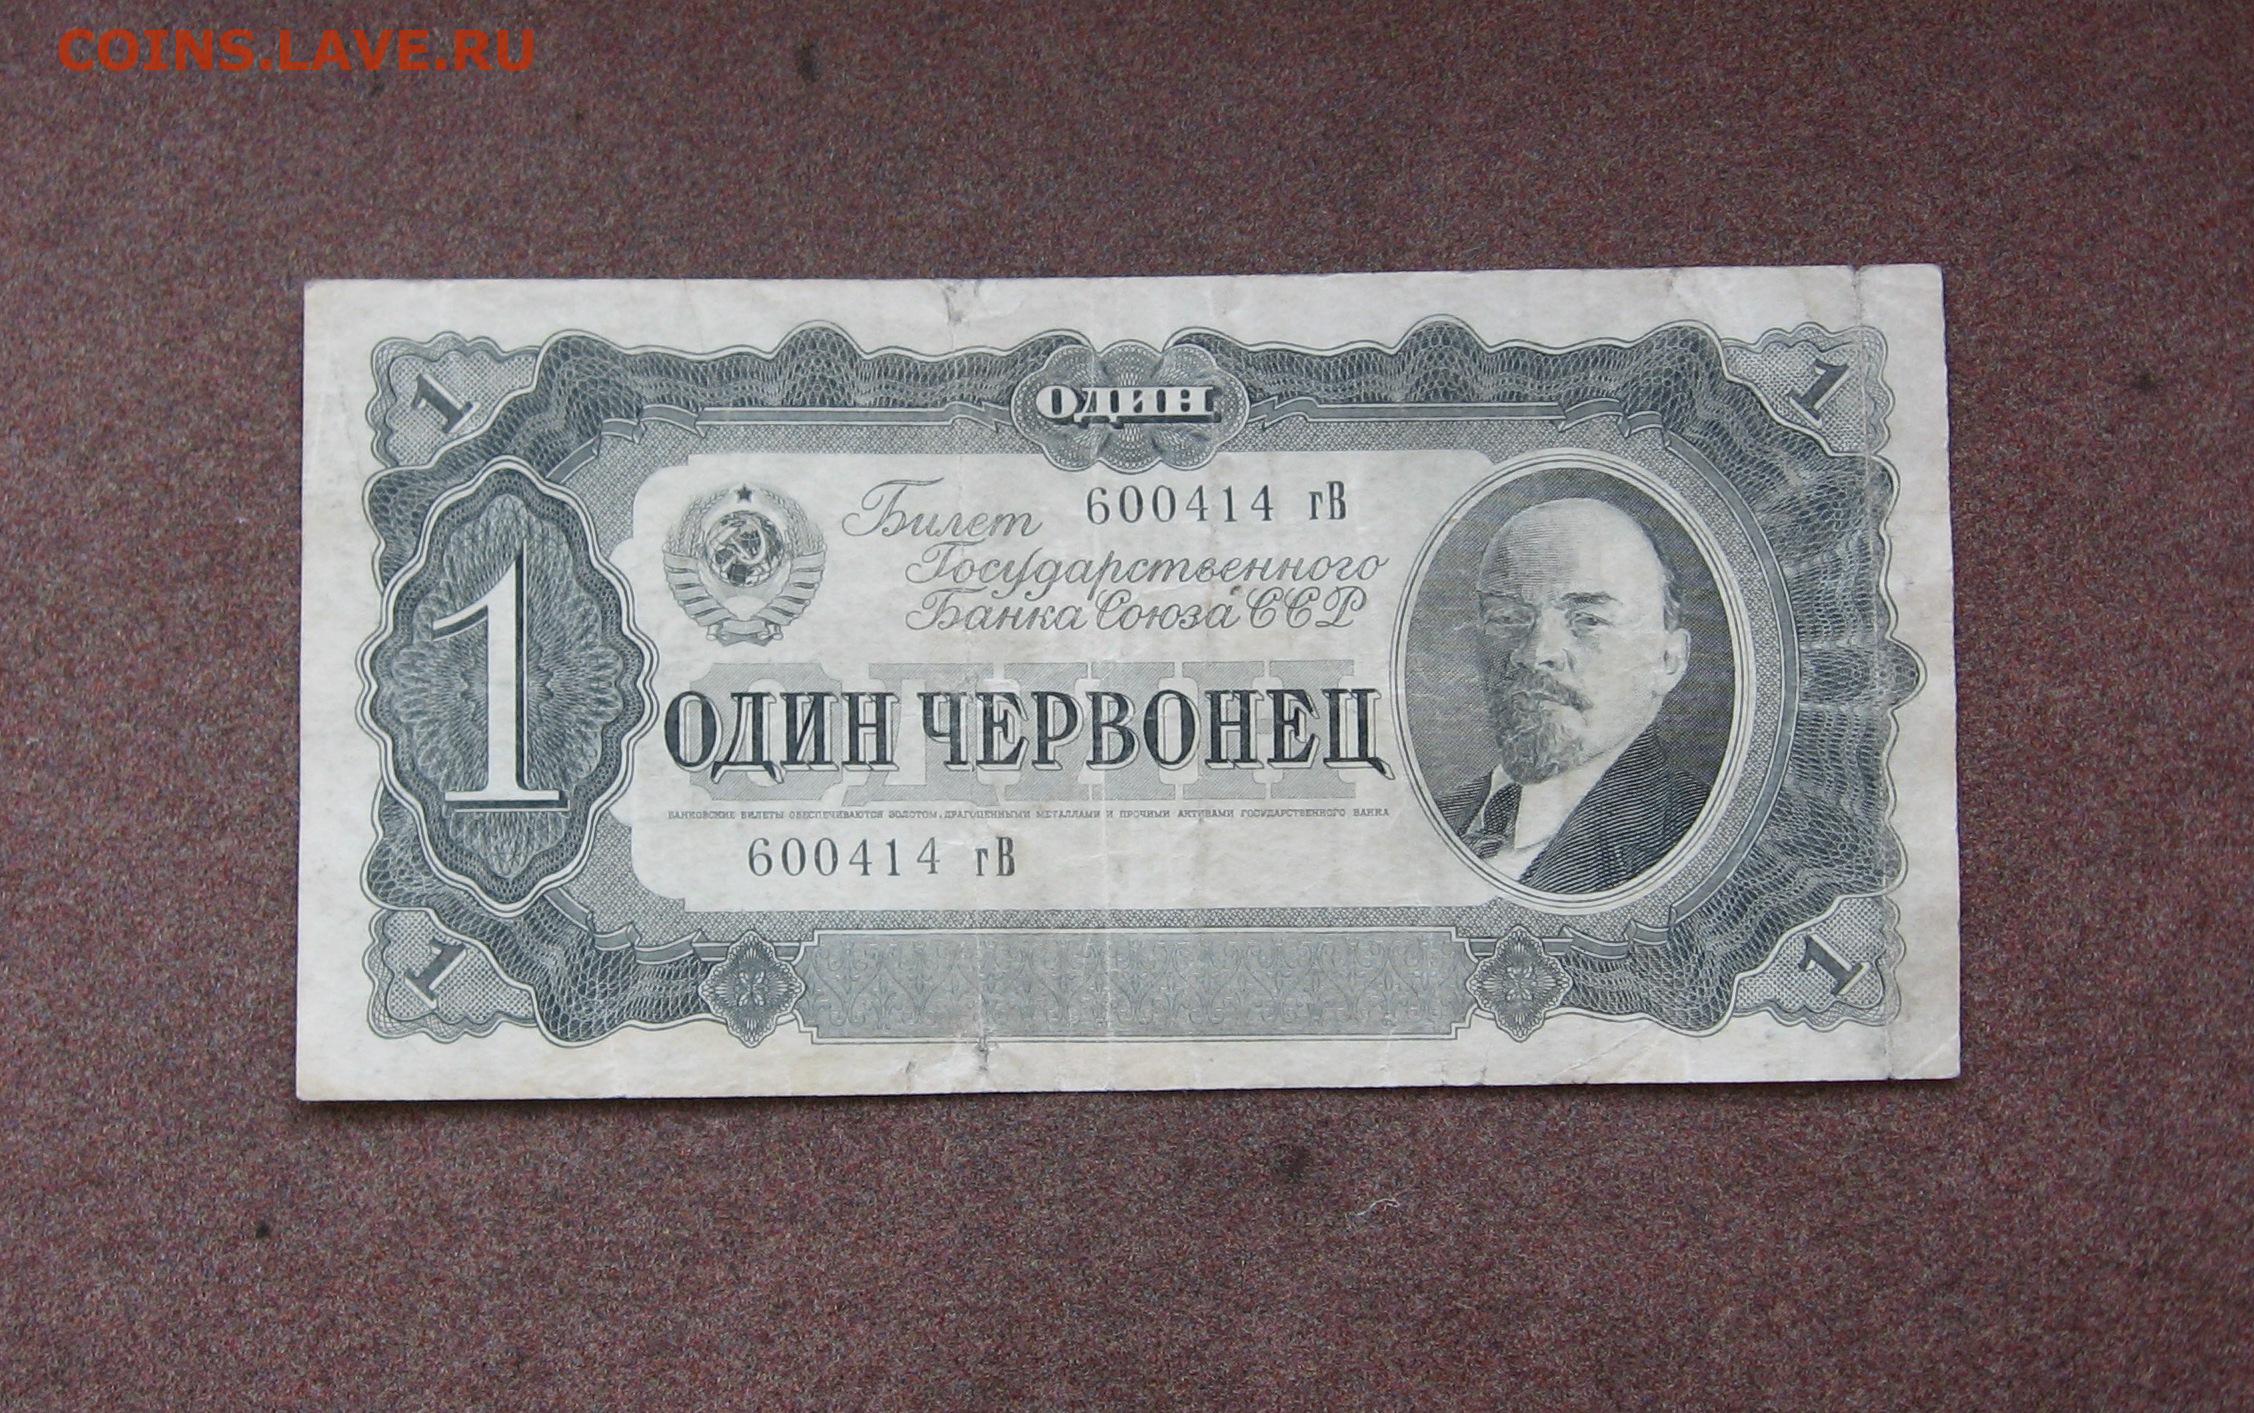 COINS.LAVE.RU
1 ОДИН 1
Билет 600414 гВ
Государственного
Банка Союза ССР
1
ОДИН
ОДИН ЧЕРВОНЕЦ
БАНКОВСКИЕ БИЛЕТЫ ОБЕСПЕЧИВАЮТСЯ ЗОЛОТОМ, ДРАГОЦЕННЫМИ МЕТАЛЛАМИ И ПРОЧИМИ АКТИВАМИ ГОСУДАРСТВЕННОГО БАНКА
600414 гВ
1 1